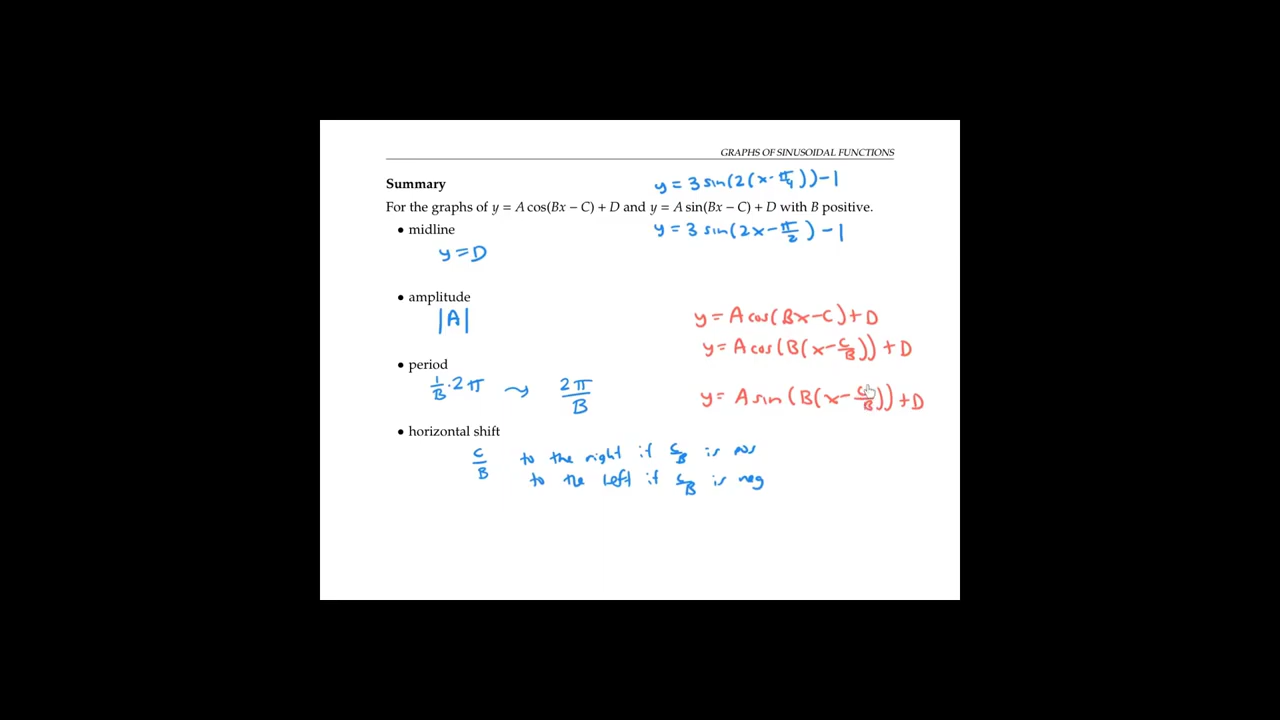 GRAPHS OF SINUSOIDAL FUNCTIONS
Summary
y = 3 sin(2(x - π/4)) - 1
For the graphs of y = A cos(Bx − C) + D and y = A sin(Bx − C) + D with B positive.
• midline
y = 3 sin(2x - π/2) - 1
y = D
• amplitude
|A|
y = A cos(Bx - C) + D
y = A cos(B(x - C/B)) + D
• period
1/B · 2π ⤳ 2π/B
y = A sin(B(x - C/B)) + D
• horizontal shift
C/B to the right if C/B is pos
to the left if C/B is neg